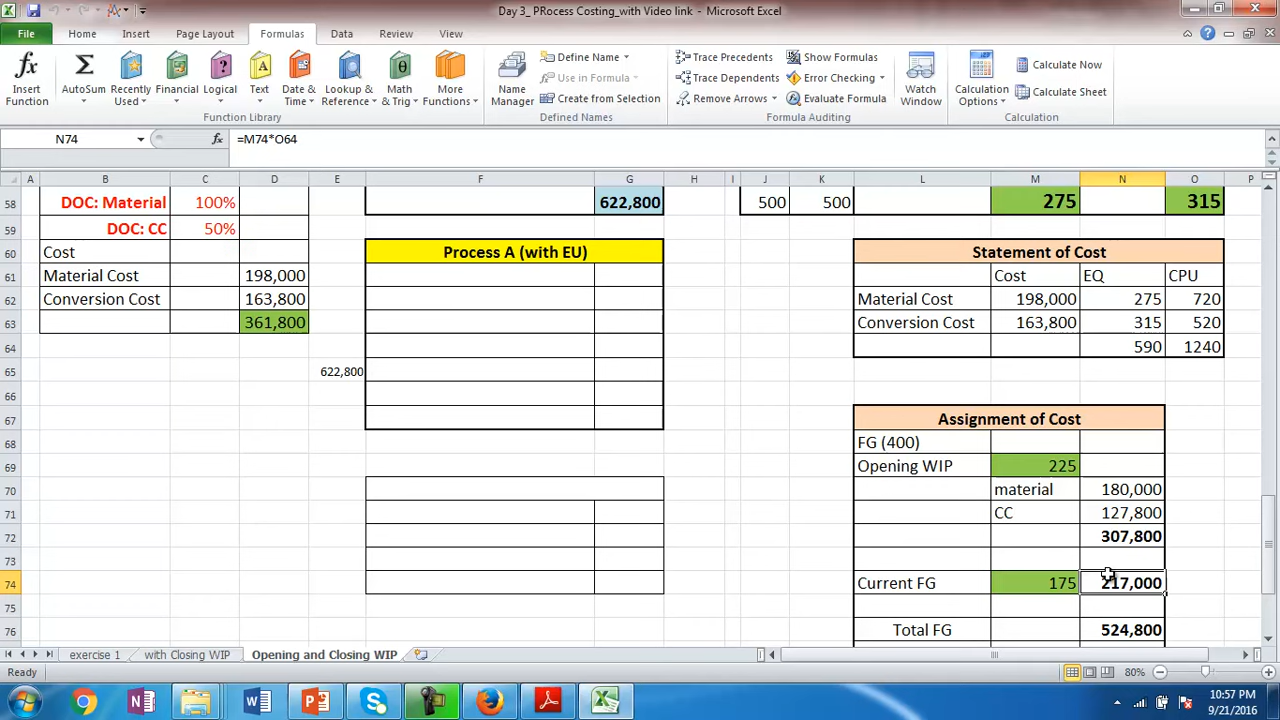 Day 3_ PRocess Costing_with Video link - Microsoft Excel
File Home Insert Page Layout Formulas Data Review View
Insert Function
AutoSum
Recently Used
Financial
Logical
Text
Date & Time
Lookup & Reference
Math & Trig
More Functions
Function Library
Name Manager
Define Name
Use in Formula
Create from Selection
Defined Names
Trace Precedents
Trace Dependents
Remove Arrows
Show Formulas
Error Checking
Evaluate Formula
Formula Auditing
Watch Window
Calculation Options
Calculate Now
Calculate Sheet
Calculation
N74 fx =M74*O64
A B C D E F G H I J K L M N O P
58 DOC: Material 100% 622,800 500 500 275 315
59 DOC: CC 50%
60 Cost Process A (with EU) Statement of Cost
61 Material Cost 198,000 Cost EQ CPU
62 Conversion Cost 163,800 Material Cost 198,000 275 720
63 361,800 Conversion Cost 163,800 315 520
64 590 1240
65 622,800
66
67 Assignment of Cost
68 FG (400)
69 Opening WIP 225
70 material 180,000
71 CC 127,800
72 307,800
73
74 Current FG 175 217,000
75
76 Total FG 524,800
exercise 1 with Closing WIP Opening and Closing WIP
Ready 80%
10:57 PM
9/21/2016